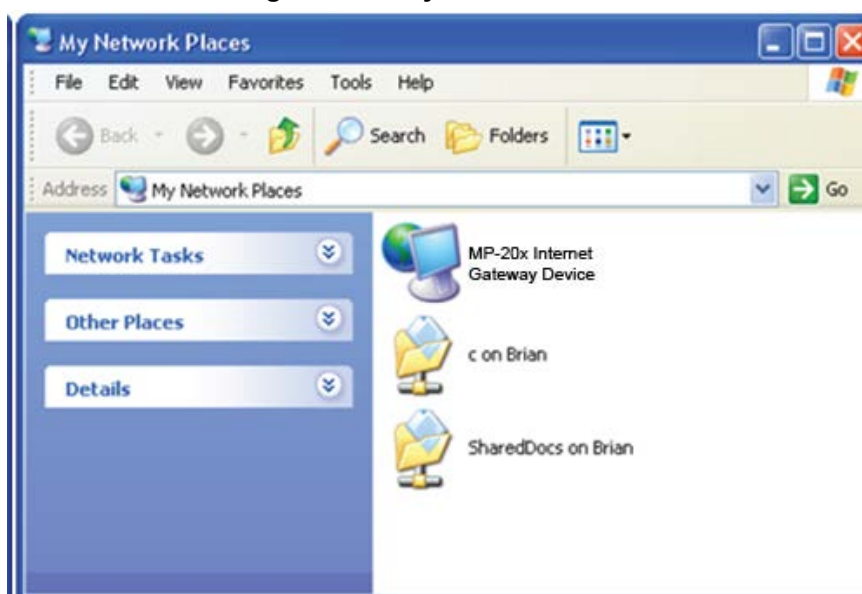 My Network Places
File Edit View Favorites Tools Help
Back Search Folders
Address My Network Places Go
Network Tasks
Other Places
Details
MP-20x Internet
Gateway Device
c on Brian
SharedDocs on Brian